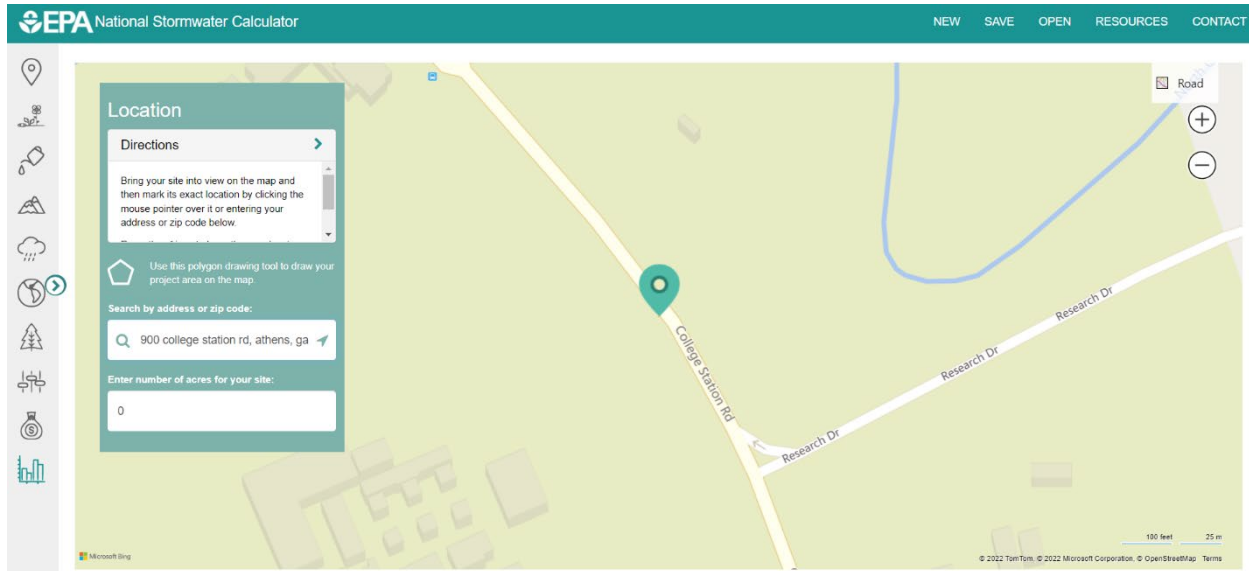 EPA National Stormwater Calculator
NEW SAVE OPEN RESOURCES CONTACT
Location
Directions
Bring your site into view on the map and
then mark its exact location by clicking the
mouse pointer over it or entering your
address or zip code below.
Use this polygon drawing tool to draw your
project area on the map.
Search by address or zip code:
900 college station rd, athens, ga
Enter number of acres for your site:
0
Road
College Station Rd
Research Dr
Research Dr
Research Dr
Microsoft Bing
100 feet 25 m
© 2022 TomTom, © 2022 Microsoft Corporation, © OpenStreetMap Terms